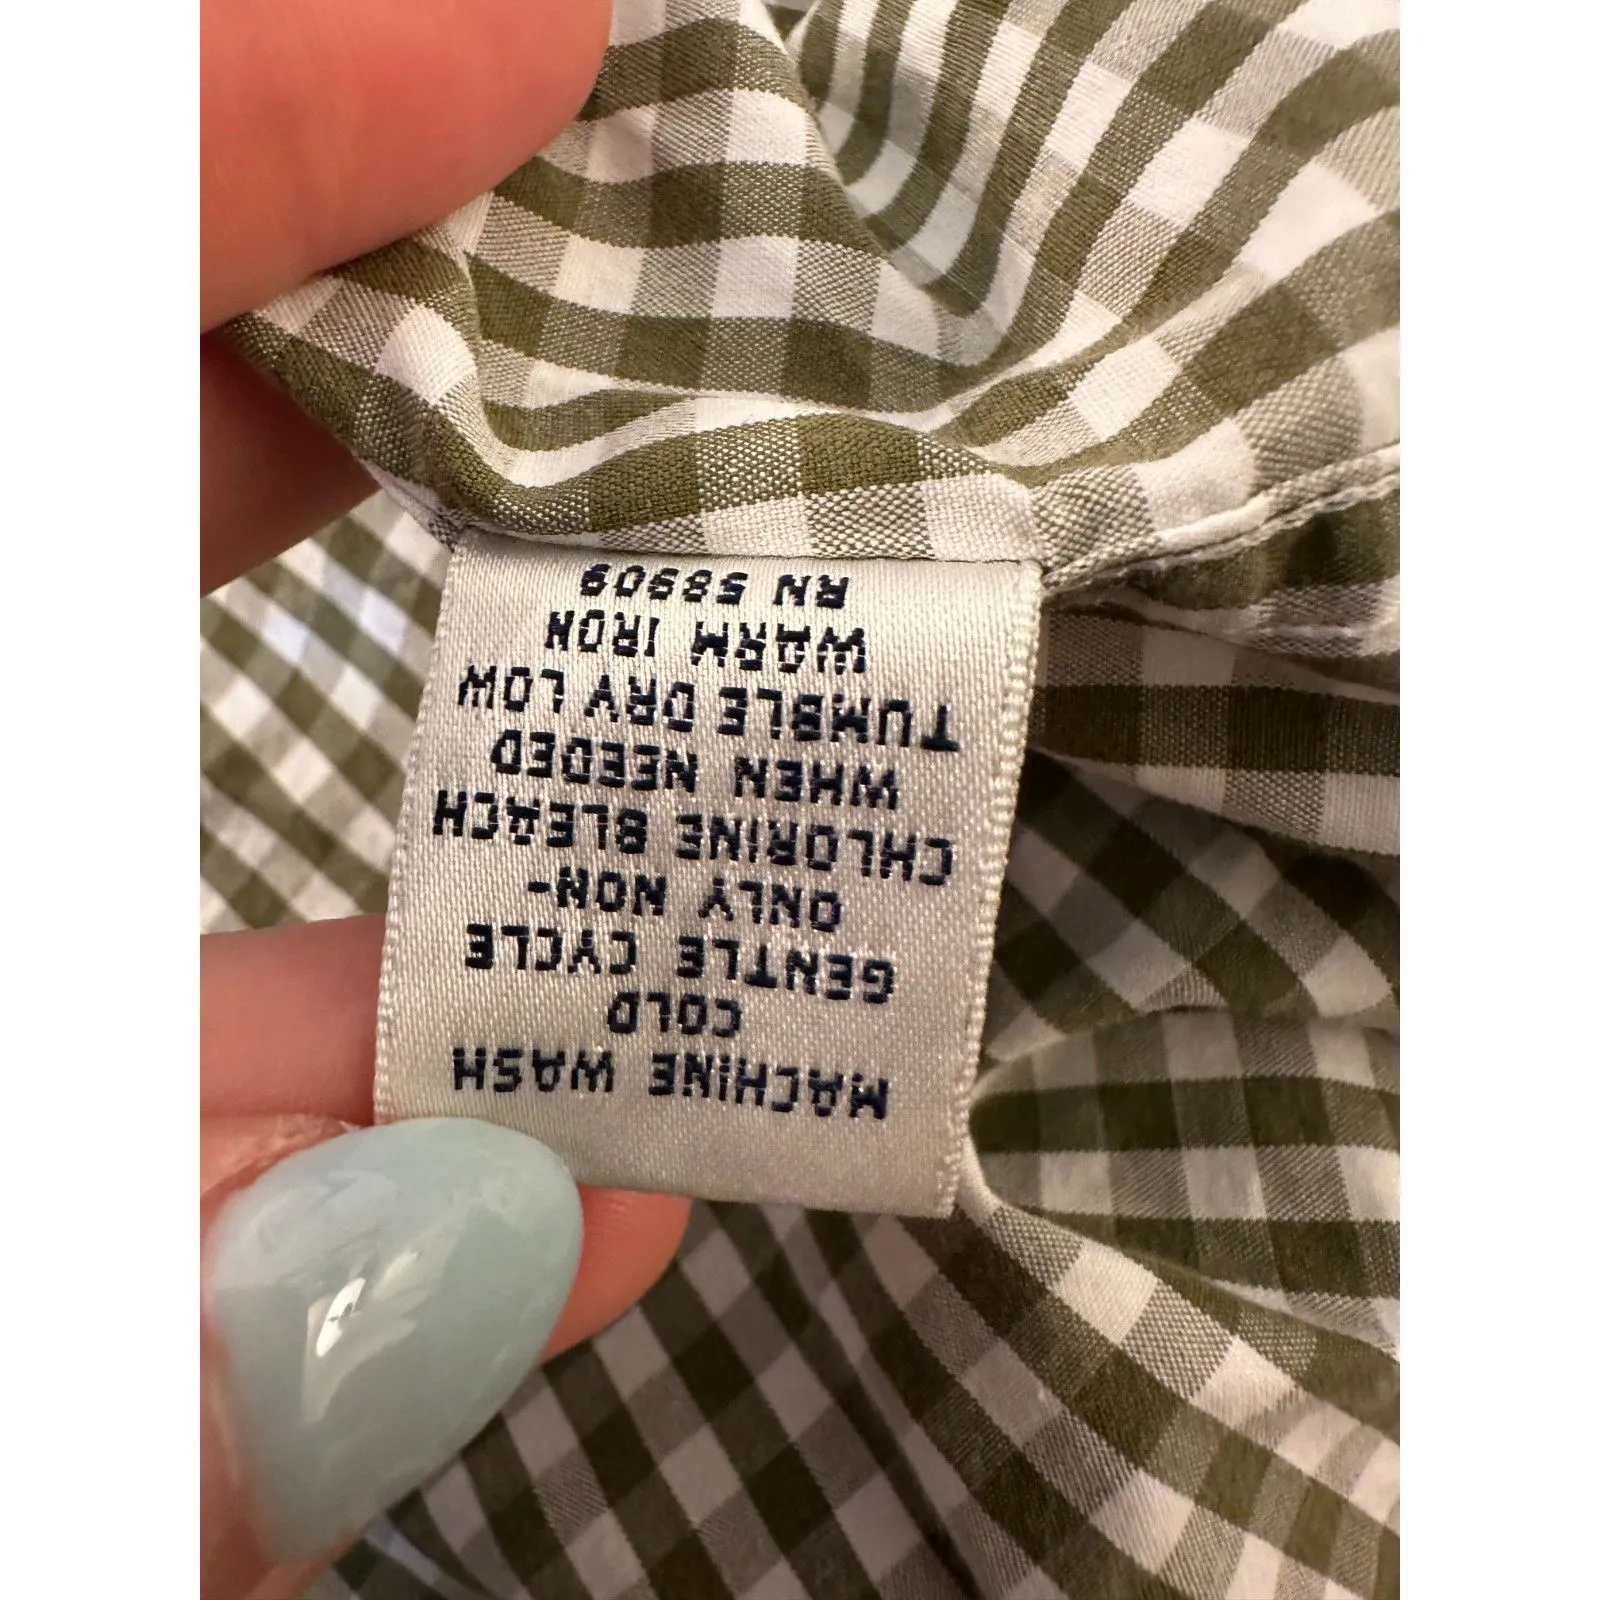 MACHINE WASH
COLD
GENTLE CYCLE
ONLY NON-
CHLORINE BLEACH
WHEN NEEDED
TUMBLE DRY LOW
WARM IRON
RN 58909